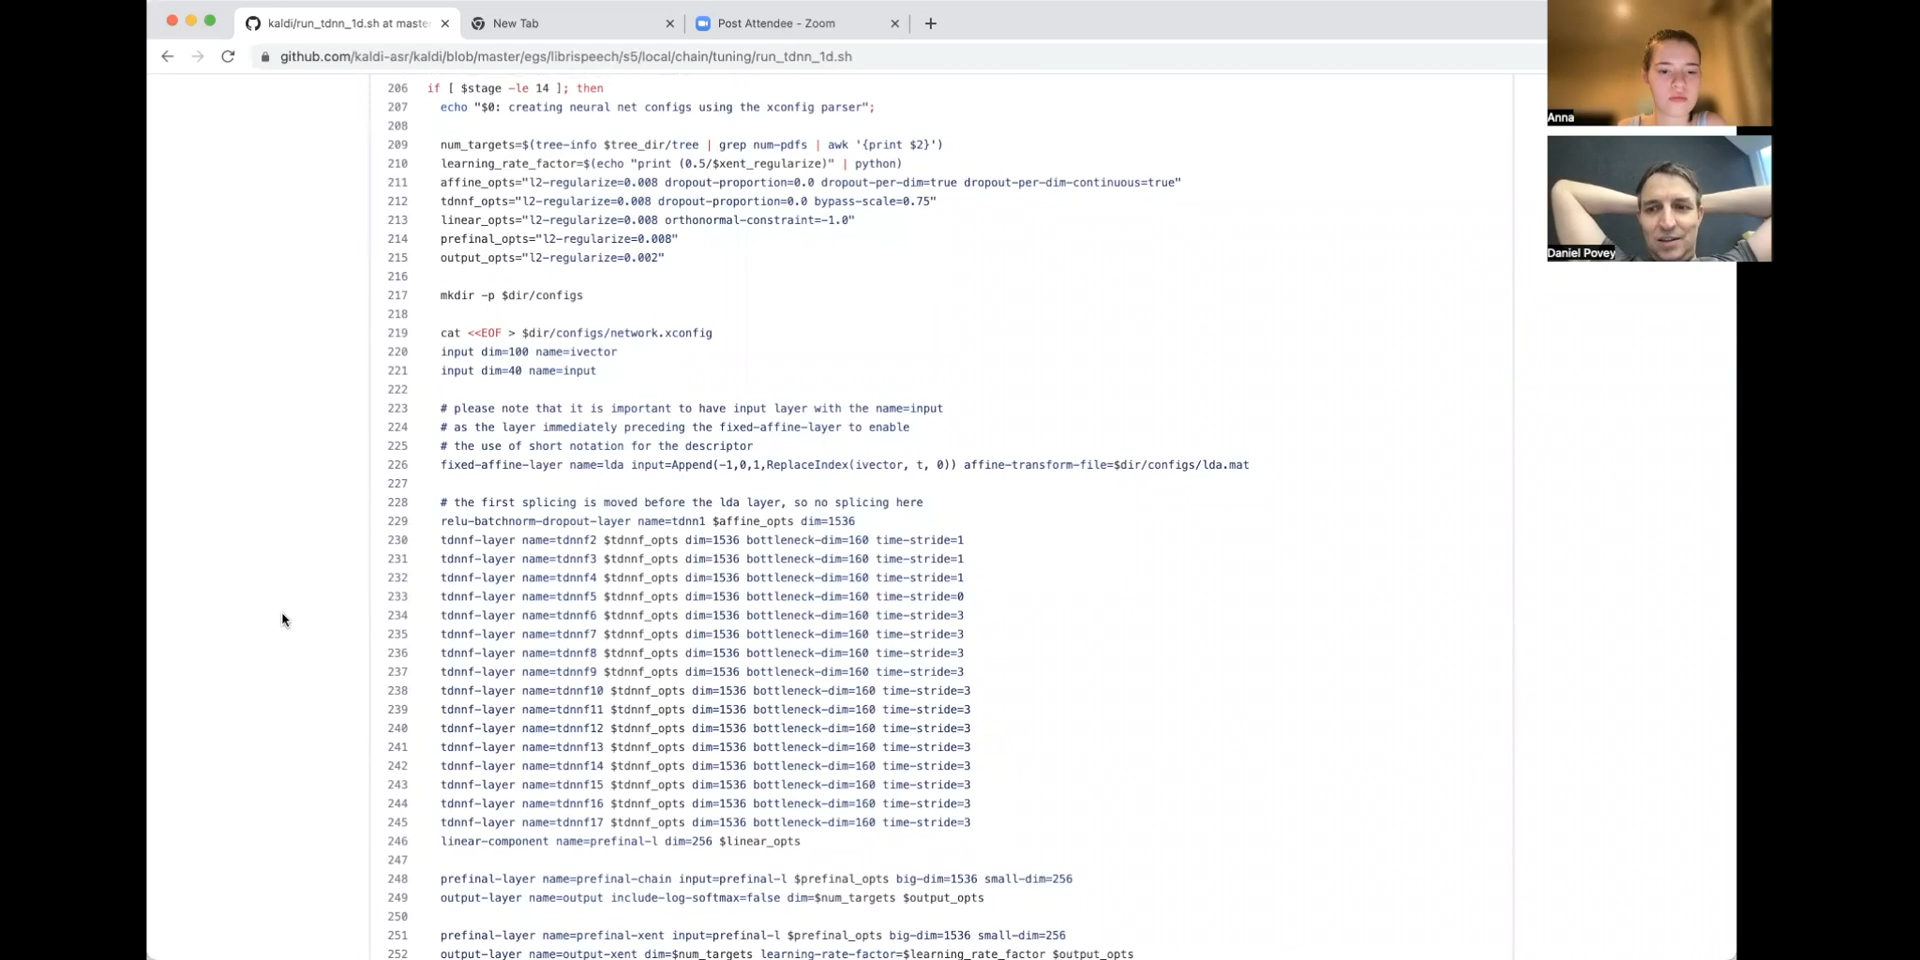 kaldi/run_tdnn_1d.sh at master
New Tab
Post Attendee - Zoom
github.com/kaldi-asr/kaldi/blob/master/egs/librispeech/s5/local/chain/tuning/run_tdnn_1d.sh
206 if [ $stage -le 14 ]; then
207 echo "$0: creating neural net configs using the xconfig parser";
208
209 num_targets=$(tree-info $tree_dir/tree | grep num-pdfs | awk '{print $2}')
210 learning_rate_factor=$(echo "print (0.5/$xent_regularize)" | python)
211 affine_opts="l2-regularize=0.008 dropout-proportion=0.0 dropout-per-dim=true dropout-per-dim-continuous=true"
212 tdnnf_opts="l2-regularize=0.008 dropout-proportion=0.0 bypass-scale=0.75"
213 linear_opts="l2-regularize=0.008 orthonormal-constraint=-1.0"
214 prefinal_opts="l2-regularize=0.008"
215 output_opts="l2-regularize=0.002"
216
217 mkdir -p $dir/configs
218
219 cat <<EOF > $dir/configs/network.xconfig
220 input dim=100 name=ivector
221 input dim=40 name=input
222
223 # please note that it is important to have input layer with the name=input
224 # as the layer immediately preceding the fixed-affine-layer to enable
225 # the use of short notation for the descriptor
226 fixed-affine-layer name=lda input=Append(-1,0,1,ReplaceIndex(ivector, t, 0)) affine-transform-file=$dir/configs/lda.mat
227
228 # the first splicing is moved before the lda layer, so no splicing here
229 relu-batchnorm-dropout-layer name=tdnn1 $affine_opts dim=1536
230 tdnnf-layer name=tdnnf2 $tdnnf_opts dim=1536 bottleneck-dim=160 time-stride=1
231 tdnnf-layer name=tdnnf3 $tdnnf_opts dim=1536 bottleneck-dim=160 time-stride=1
232 tdnnf-layer name=tdnnf4 $tdnnf_opts dim=1536 bottleneck-dim=160 time-stride=1
233 tdnnf-layer name=tdnnf5 $tdnnf_opts dim=1536 bottleneck-dim=160 time-stride=0
234 tdnnf-layer name=tdnnf6 $tdnnf_opts dim=1536 bottleneck-dim=160 time-stride=3
235 tdnnf-layer name=tdnnf7 $tdnnf_opts dim=1536 bottleneck-dim=160 time-stride=3
236 tdnnf-layer name=tdnnf8 $tdnnf_opts dim=1536 bottleneck-dim=160 time-stride=3
237 tdnnf-layer name=tdnnf9 $tdnnf_opts dim=1536 bottleneck-dim=160 time-stride=3
238 tdnnf-layer name=tdnnf10 $tdnnf_opts dim=1536 bottleneck-dim=160 time-stride=3
239 tdnnf-layer name=tdnnf11 $tdnnf_opts dim=1536 bottleneck-dim=160 time-stride=3
240 tdnnf-layer name=tdnnf12 $tdnnf_opts dim=1536 bottleneck-dim=160 time-stride=3
241 tdnnf-layer name=tdnnf13 $tdnnf_opts dim=1536 bottleneck-dim=160 time-stride=3
242 tdnnf-layer name=tdnnf14 $tdnnf_opts dim=1536 bottleneck-dim=160 time-stride=3
243 tdnnf-layer name=tdnnf15 $tdnnf_opts dim=1536 bottleneck-dim=160 time-stride=3
244 tdnnf-layer name=tdnnf16 $tdnnf_opts dim=1536 bottleneck-dim=160 time-stride=3
245 tdnnf-layer name=tdnnf17 $tdnnf_opts dim=1536 bottleneck-dim=160 time-stride=3
246 linear-component name=prefinal-l dim=256 $linear_opts
247
248 prefinal-layer name=prefinal-chain input=prefinal-l $prefinal_opts big-dim=1536 small-dim=256
249 output-layer name=output include-log-softmax=false dim=$num_targets $output_opts
250
251 prefinal-layer name=prefinal-xent input=prefinal-l $prefinal_opts big-dim=1536 small-dim=256
252 output-layer name=output-xent dim=$num_targets learning-rate-factor=$learning_rate_factor $output_opts
Anna
Daniel Povey